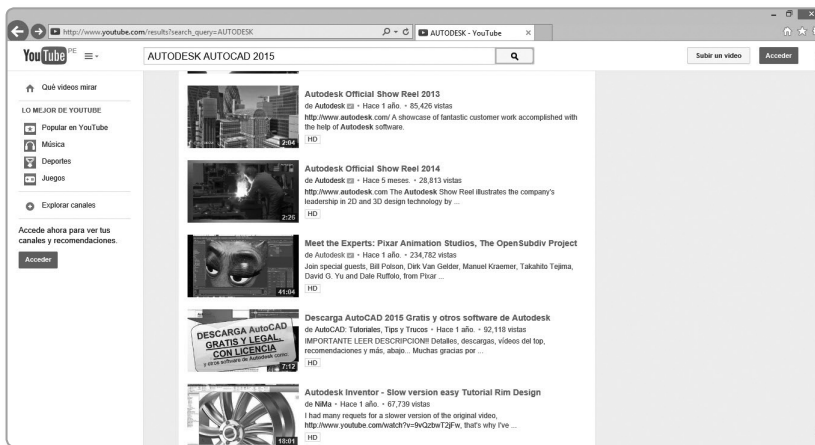 http://www.youtube.com/results?search_query=AUTODESK
AUTODESK - YouTube
YouTube PE
AUTODESK AUTOCAD 2015
Subir un video
Acceder
Qué videos mirar
LO MEJOR DE YOUTUBE
Popular en YouTube
Música
Deportes
Juegos
Explorar canales
Accede ahora para ver tus
canales y recomendaciones.
Acceder
2:04
Autodesk Official Show Reel 2013
de Autodesk • Hace 1 año. • 85,426 vistas
http://www.autodesk.com/ A showcase of fantastic customer work accomplished with
the help of Autodesk software.
HD
2:26
Autodesk Official Show Reel 2014
de Autodesk • Hace 5 meses. • 28,813 vistas
http://www.autodesk.com The Autodesk Show Reel illustrates the company's
leadership in 2D and 3D design technology by ...
HD
41:04
Meet the Experts: Pixar Animation Studios, The OpenSubdiv Project
de Autodesk • Hace 1 año. • 234,782 vistas
Join special guests, Bill Polson, Dirk Van Gelder, Manuel Kraemer, Takahito Tejima,
David G. Yu and Dale Ruffolo, from Pixar ...
HD
DESCARGA AutoCAD
GRATIS Y LEGAL,
CON LICENCIA
y otros software de Autodesk como:
7:12
Descarga AutoCAD 2015 Gratis y otros software de Autodesk
de AutoCAD: Tutoriales, Tips y Trucos • Hace 1 año. • 92,118 vistas
IMPORTANTE LEER DESCRIPCION!! Detalles, descargas, vídeos del top,
recomendaciones y más, abajo... Muchas gracias por ...
HD
18:01
Autodesk Inventor - Slow version easy Tutorial Rim Design
de NiMa • Hace 1 año. • 67,739 vistas
I had many requets for a slower version of the original video,
http://www.youtube.com/watch?v=9vQzbwT2jFw, that's why I've ...
HD